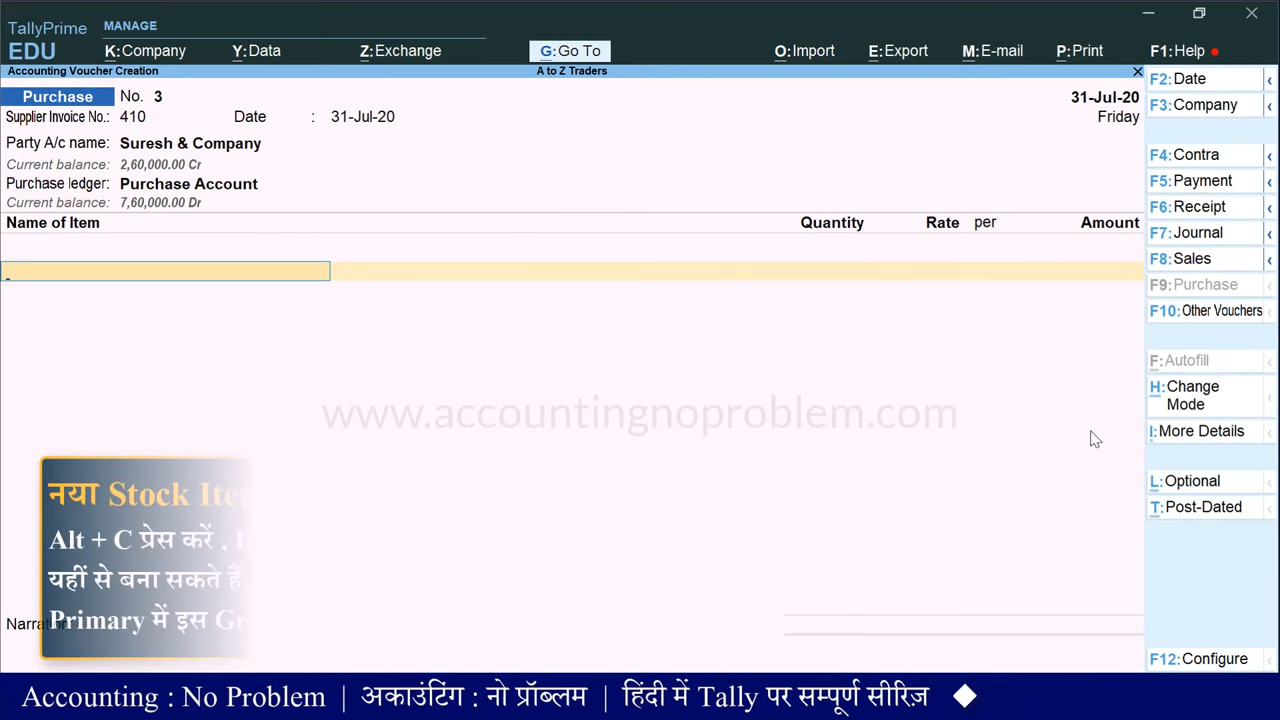 TallyPrime
MANAGE
EDU
K:Company
Y:Data
Z:Exchange
G:Go To
O:Import
E:Export
M:E-mail
P:Print
F1:Help
Accounting Voucher Creation
A to Z Traders
Purchase No. 3
31-Jul-20
Supplier Invoice No.: 410 Date : 31-Jul-20
Friday
Party A/c name: Suresh & Company
Current balance: 2,60,000.00 Cr
Purchase ledger: Purchase Account
Current balance: 7,60,000.00 Dr
Name of Item Quantity Rate per Amount
www.accountingnoproblem.com
नया Stock
Alt + C प्रेस करें ,
यहीं से बना सकते हैं
Primary में इस
F2:Date
F3:Company
F4:Contra
F5:Payment
F6:Receipt
F7:Journal
F8:Sales
F9:Purchase
F10:Other Vouchers
F:Autofill
H:Change
Mode
I:More Details
L:Optional
T:Post-Dated
F12:Configure
Accounting : No Problem | अकाउंटिंग : नो प्रॉब्लम | हिंदी में Tally पर सम्पूर्ण सीरिज़